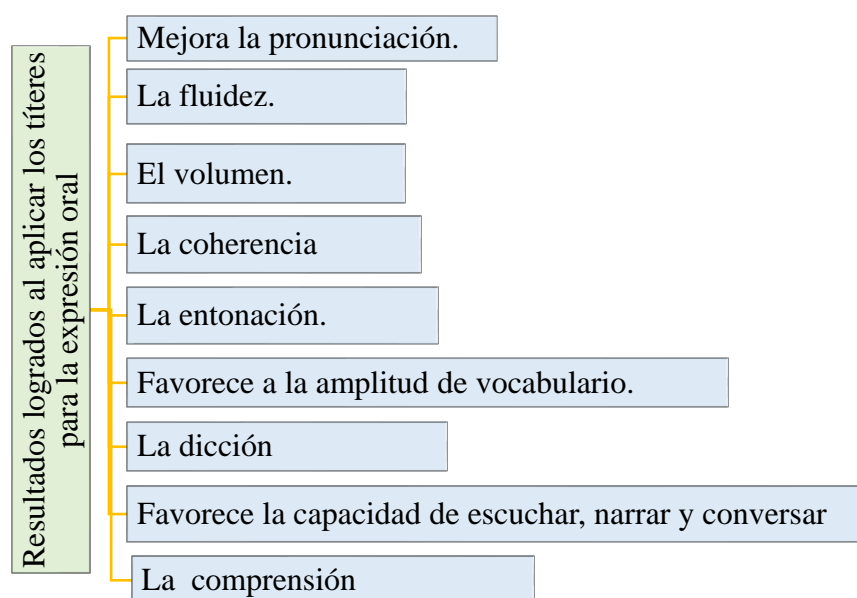 Resultados logrados al aplicar los títeres
para la expresión oral
Mejora la pronunciación.
La fluidez.
El volumen.
La coherencia
La entonación.
Favorece a la amplitud de vocabulario.
La dicción
Favorece la capacidad de escuchar, narrar y conversar
La comprensión